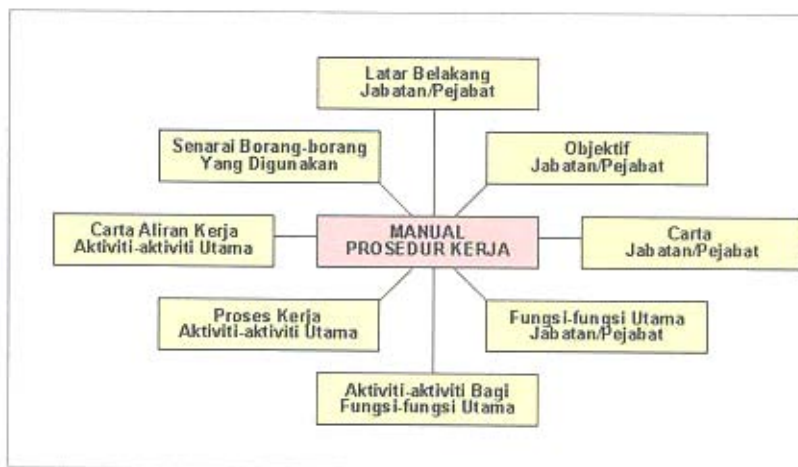 Latar Belakang
Jabatan/Pejabat
Senarai Borang-borang
Yang Digunakan
Objektif
Jabatan/Pejabat
Carta Aliran Kerja
Aktiviti-aktiviti Utama
MANUAL
PROSEDUR KERJA
Carta
Jabatan/Pejabat
Proses Kerja
Aktiviti-aktiviti Utama
Fungsi-fungsi Utama
Jabatan/Pejabat
Aktiviti-aktiviti Bagi
Fungsi-fungsi Utama